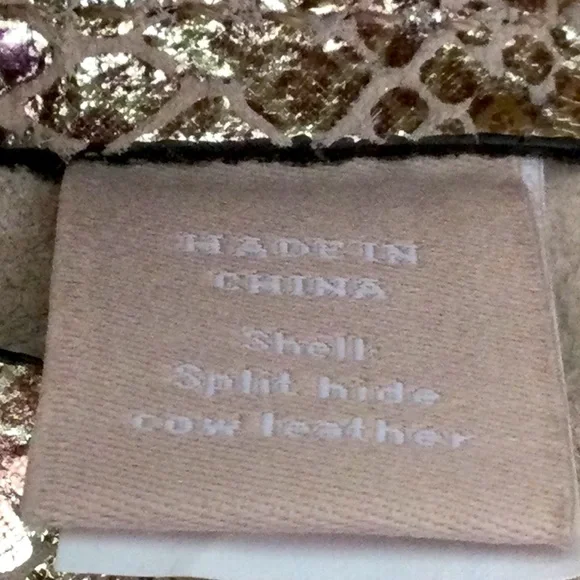 MADE IN
CHINA
Shell:
Split hide
cow leather